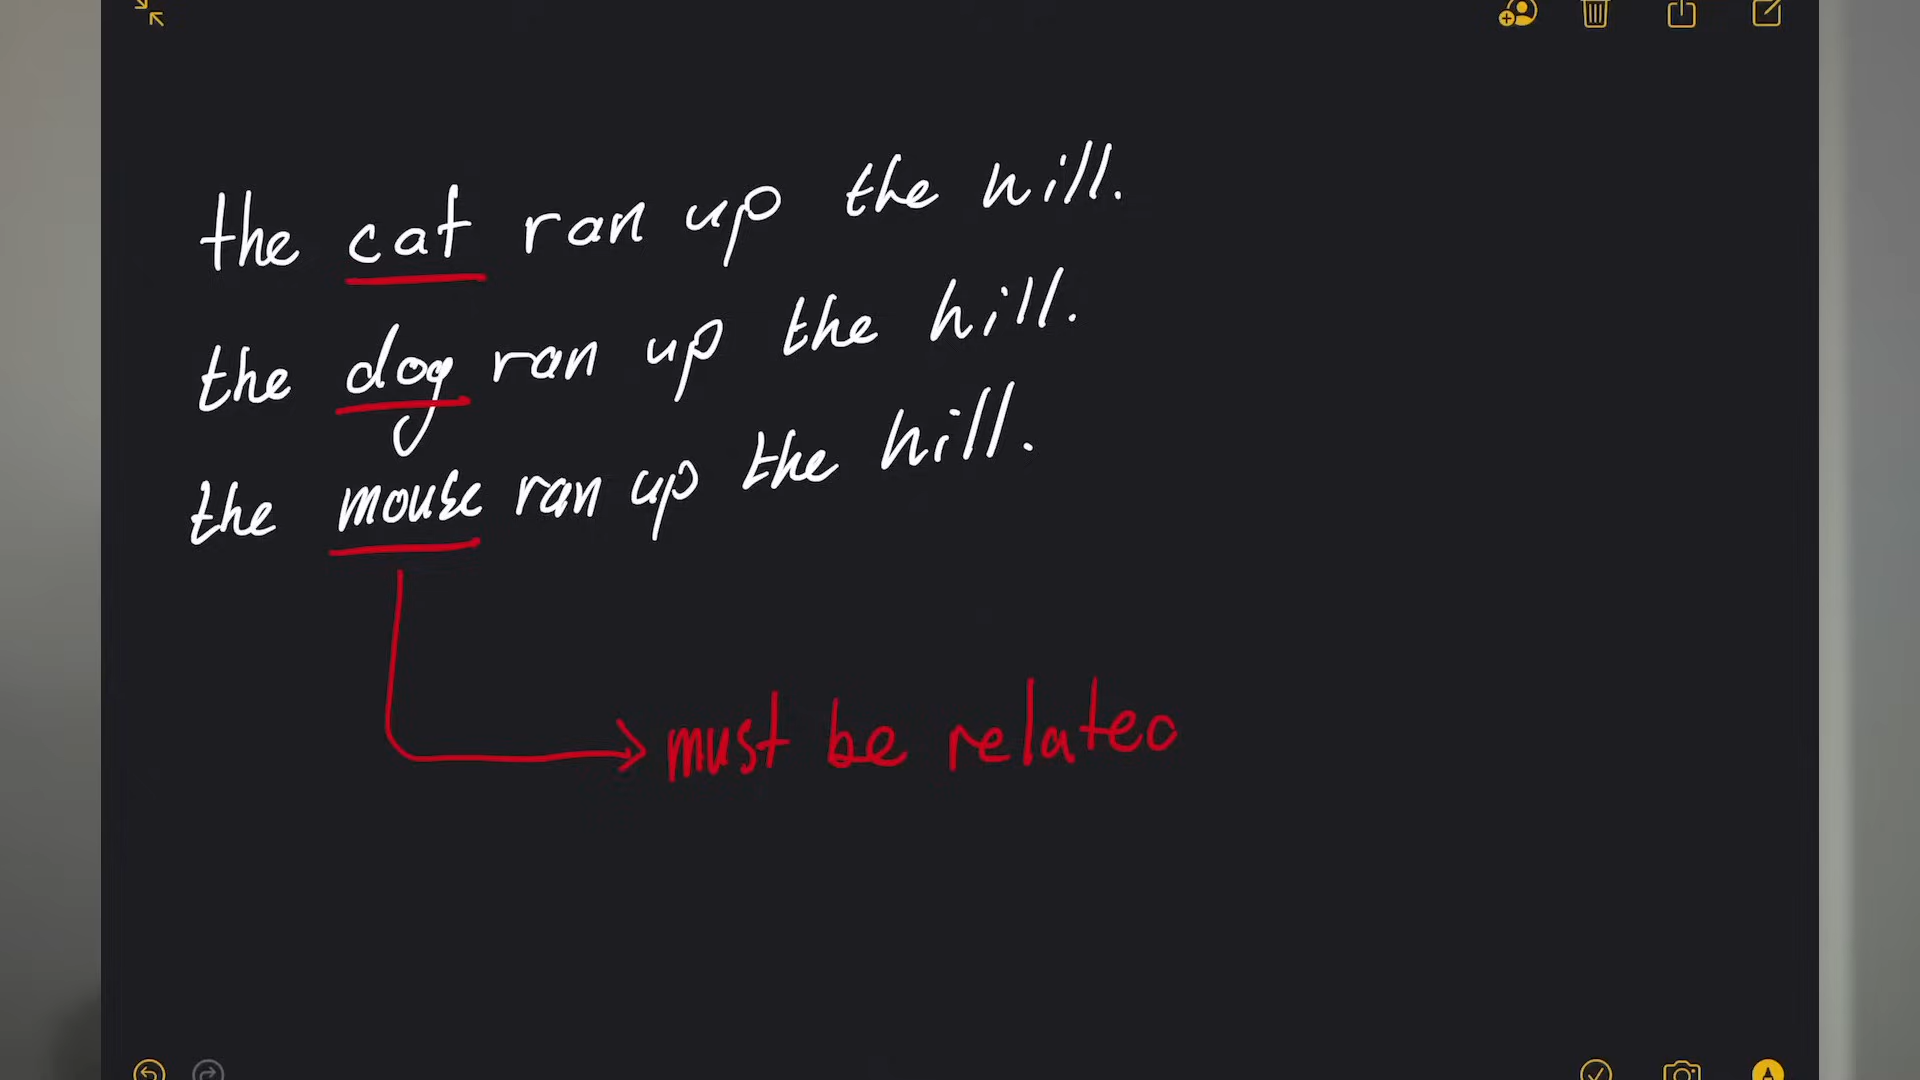 the cat ran up the hill.
the dog ran up the hill.
the mouse ran up the hill.
must be relatec